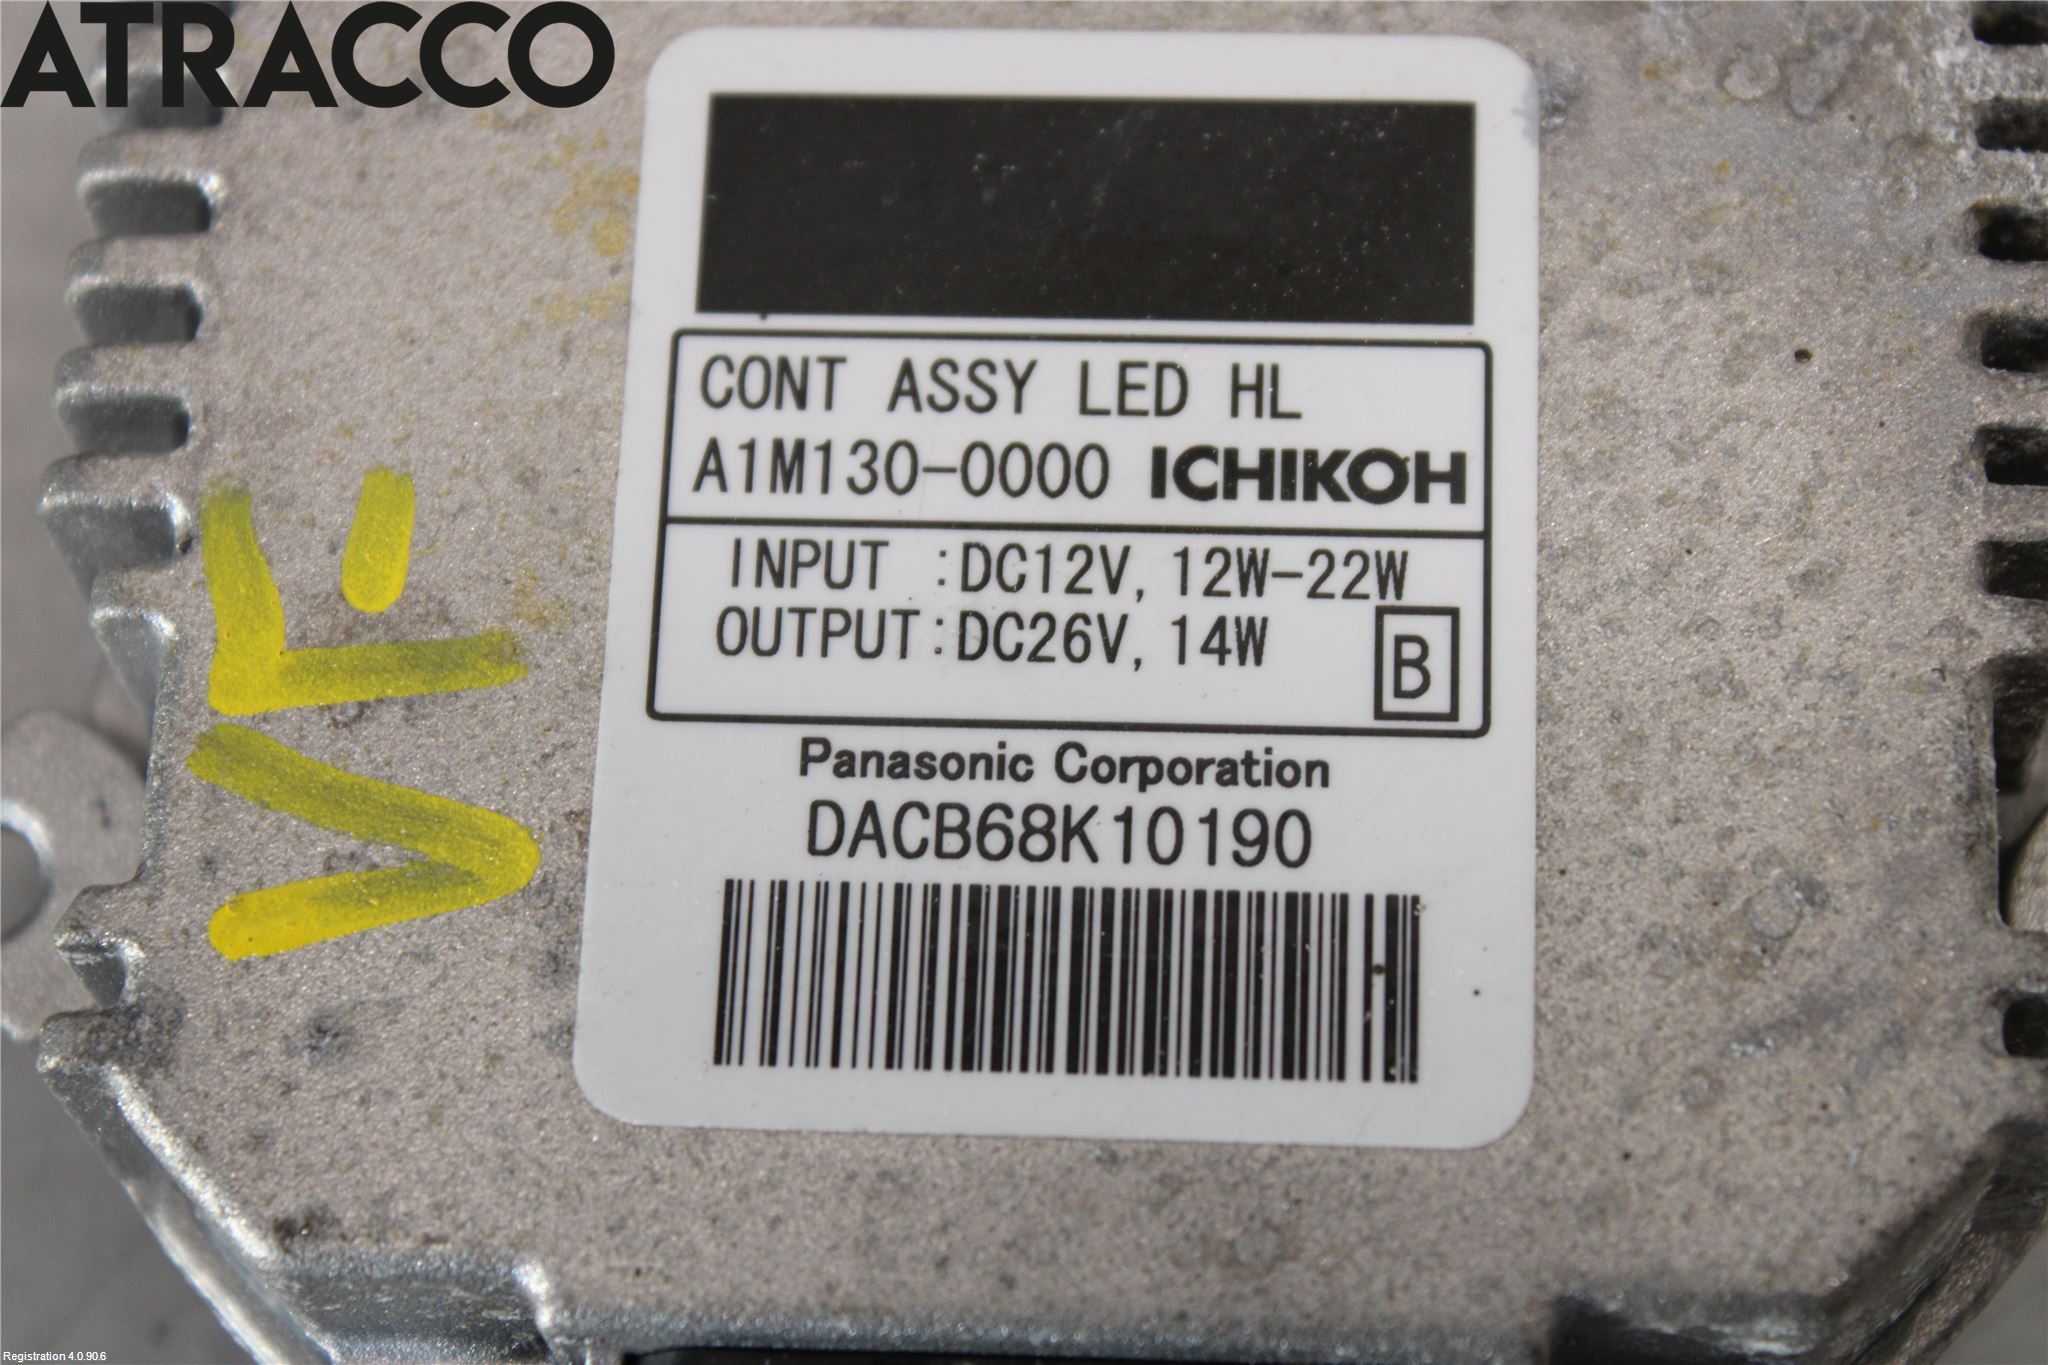 ATRACCO
CONT ASSY LED HL
A1M130-0000 ICHIKOH
INPUT :DC12V, 12W-22W
OUTPUT:DC26V, 14W
B
Panasonic Corporation
DACB68K10190
VF-
Registration 4.0.90.6